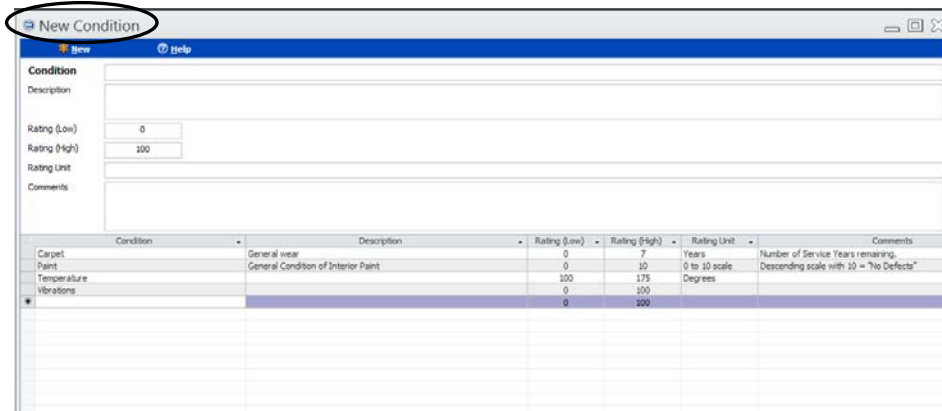 New Condition
New Help
Condition
Description
Rating (Low) 0
Rating (High) 100
Rating Unit
Comments
Condition Description Rating (Low) Rating (High) Rating Unit Comments
Carpet General wear 0 7 Years Number of Service Years remaining.
Paint General Condition of Interior Paint 0 10 0 to 10 scale Descending scale with 10 = "No Defects"
Temperature 100 175 Degrees
Vibrations 0 100
0 100